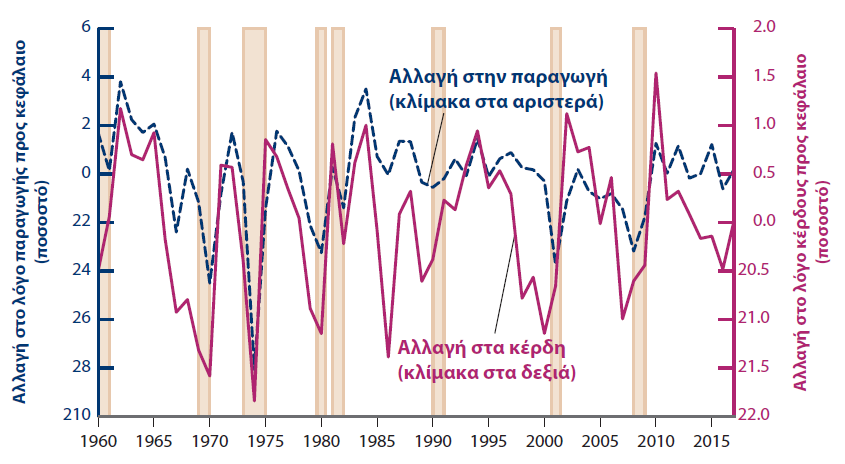 Αλλαγή στο λόγο παραγωγής προς κεφάλαιο
(ποσοστό)
6
4
2
0
22
24
26
28
210
Αλλαγή στην παραγωγή
(κλίμακα στα αριστερά)
Αλλαγή στα κέρδη
(κλίμακα στα δεξιά)
2.0
1.5
1.0
0.5
0.0
20.5
21.0
21.5
22.0
Αλλαγή στο λόγο κέρδους προς κεφάλαιο
(ποσοστό)
1960 1965 1970 1975 1980 1985 1990 1995 2000 2005 2010 2015